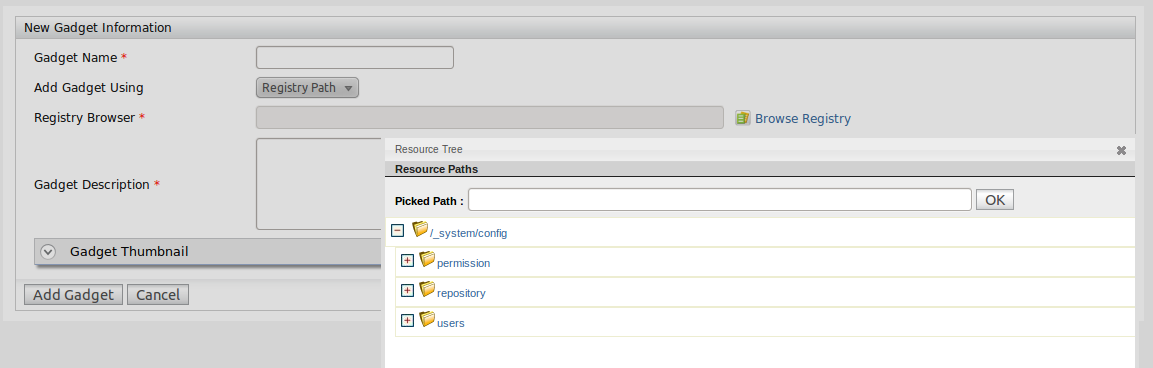 New Gadget Information
Gadget Name *
Add Gadget Using Registry Path
Registry Browser * Browse Registry
Gadget Description *
Gadget Thumbnail
Add Gadget Cancel
Resource Tree
Resource Paths
Picked Path : OK
/_system/config
permission
repository
users